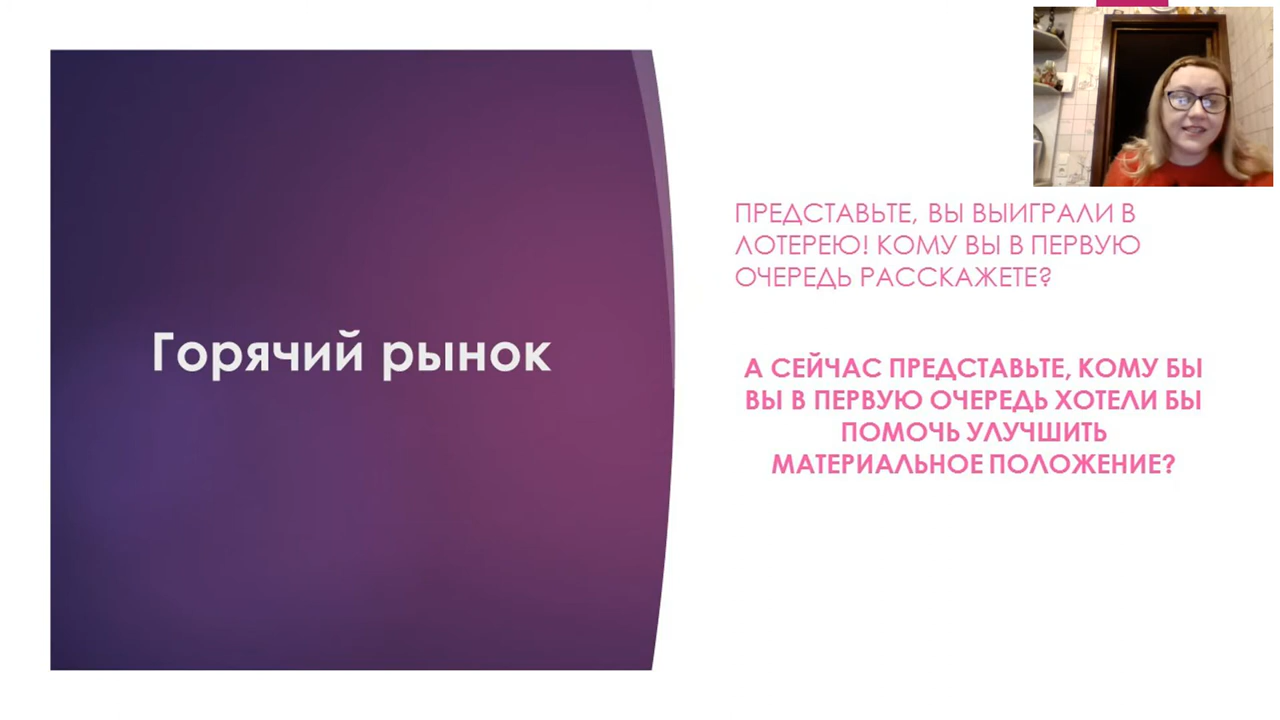 Горячий рынок
ПРЕДСТАВЬТЕ, ВЫ ВЫИГРАЛИ В
ЛОТЕРЕЮ! КОМУ ВЫ В ПЕРВУЮ
ОЧЕРЕДЬ РАССКАЖЕТЕ?
А СЕЙЧАС ПРЕДСТАВЬТЕ, КОМУ БЫ
ВЫ В ПЕРВУЮ ОЧЕРЕДЬ ХОТЕЛИ БЫ
ПОМОЧЬ УЛУЧШИТЬ
МАТЕРИАЛЬНОЕ ПОЛОЖЕНИЕ?